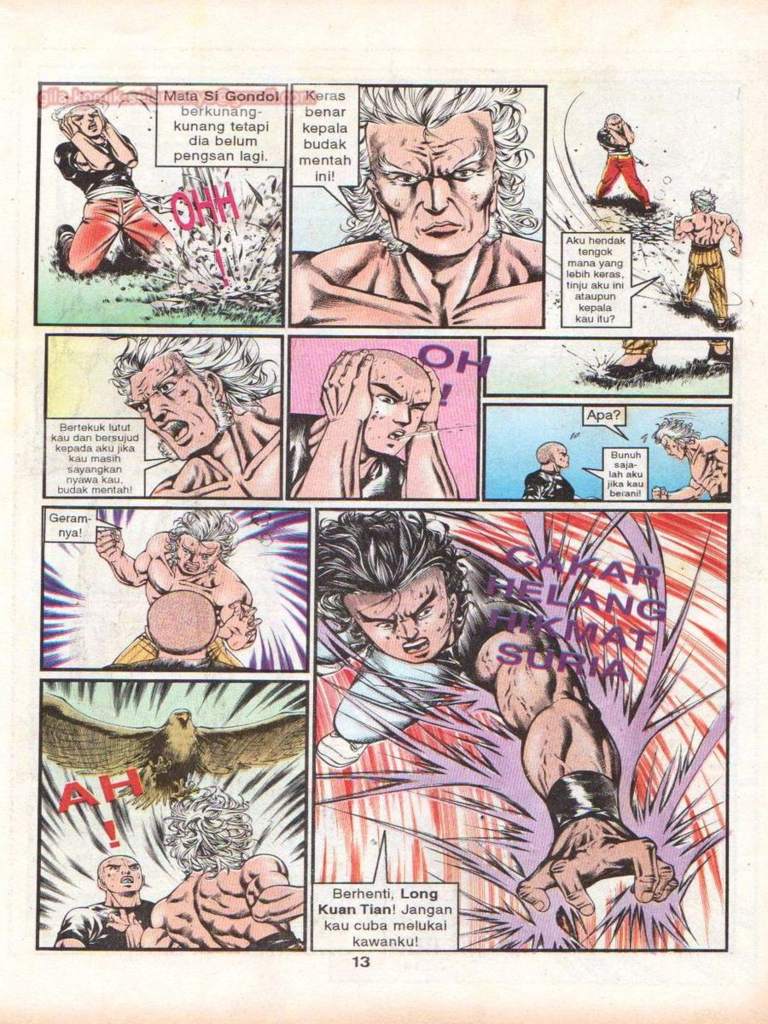 Mata Si Gondol
berkunang-
kunang tetapi
dia belum
pengsan lagi.
OHH
!
Keras
benar
kepala
budak
mentah
ini!
Aku hendak
tengok
mana yang
lebih keras,
tinju aku ini
ataupun
kepala
kau itu?
Bertekuk lutut
kau dan bersujud
kepada aku jika
kau masih
sayangkan
nyawa kau,
budak mentah!
OH
!
Apa?
Bunuh
saja-
lah aku
jika kau
berani!
Geram-
nya!
CAKAR
HELANG
HIKMAT
SURIA
AH
!
Berhenti, Long
Kuan Tian! Jangan
kau cuba melukai
kawanku!
13